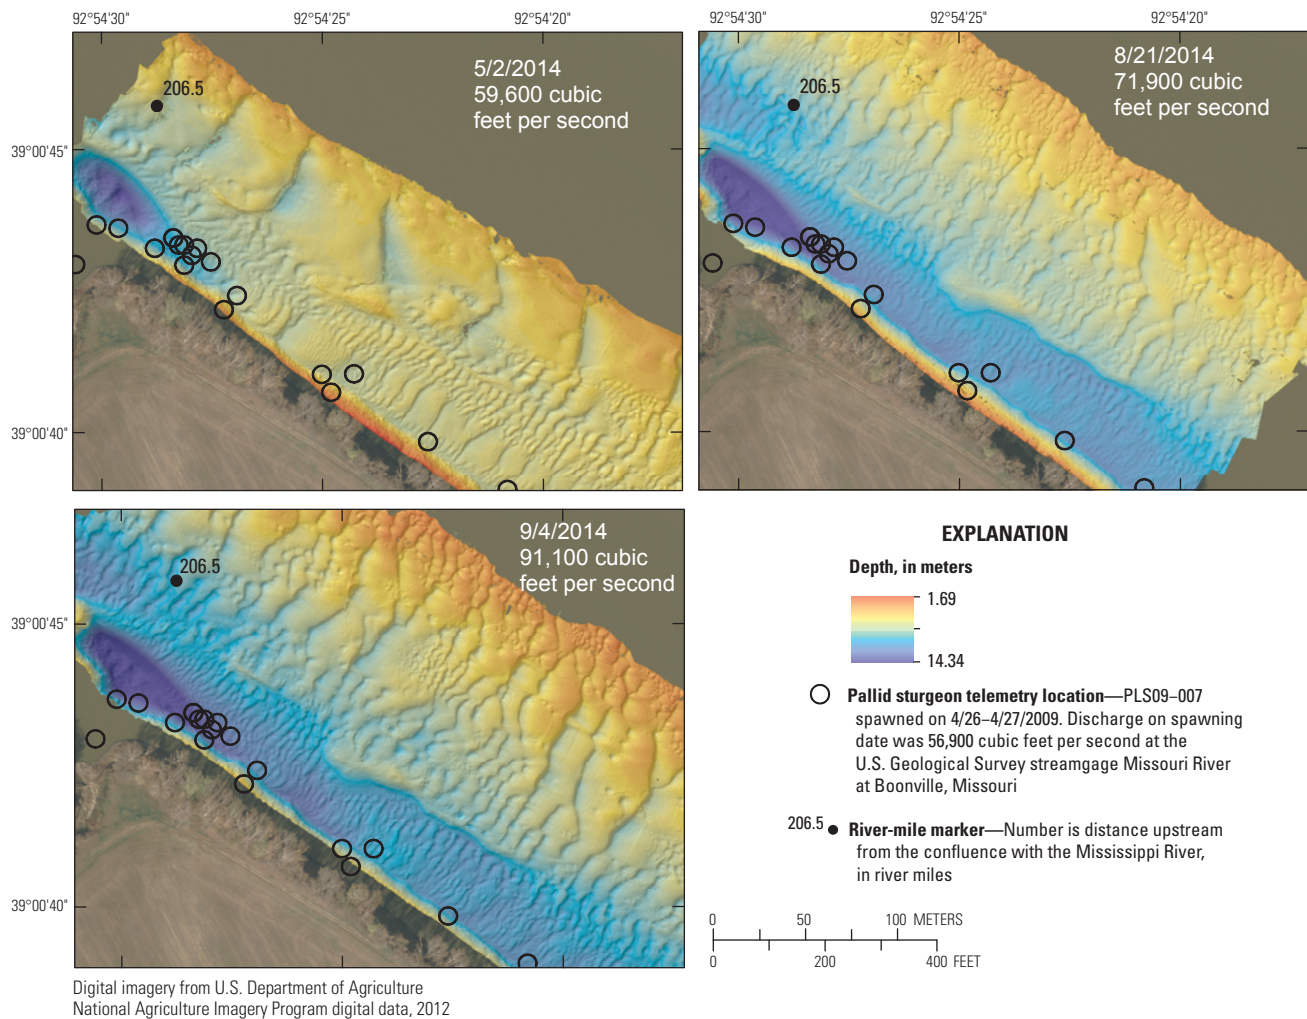 92°54'30"
92°54'25"
92°54'20"
92°54'30"
92°54'25"
92°54'20"
5/2/2014
59,600 cubic
feet per second
206.5
39°00'45"
39°00'40"
8/21/2014
71,900 cubic
feet per second
206.5
9/4/2014
91,100 cubic
feet per second
206.5
39°00'45"
39°00'40"
EXPLANATION
Depth, in meters
1.69
14.34
Pallid sturgeon telemetry location—PLS09–007
spawned on 4/26–4/27/2009. Discharge on spawning
date was 56,900 cubic feet per second at the
U.S. Geological Survey streamgage Missouri River
at Boonville, Missouri
206.5 River-mile marker—Number is distance upstream
from the confluence with the Mississippi River,
in river miles
0 50 100 METERS
0 200 400 FEET
Digital imagery from U.S. Department of Agriculture
National Agriculture Imagery Program digital data, 2012